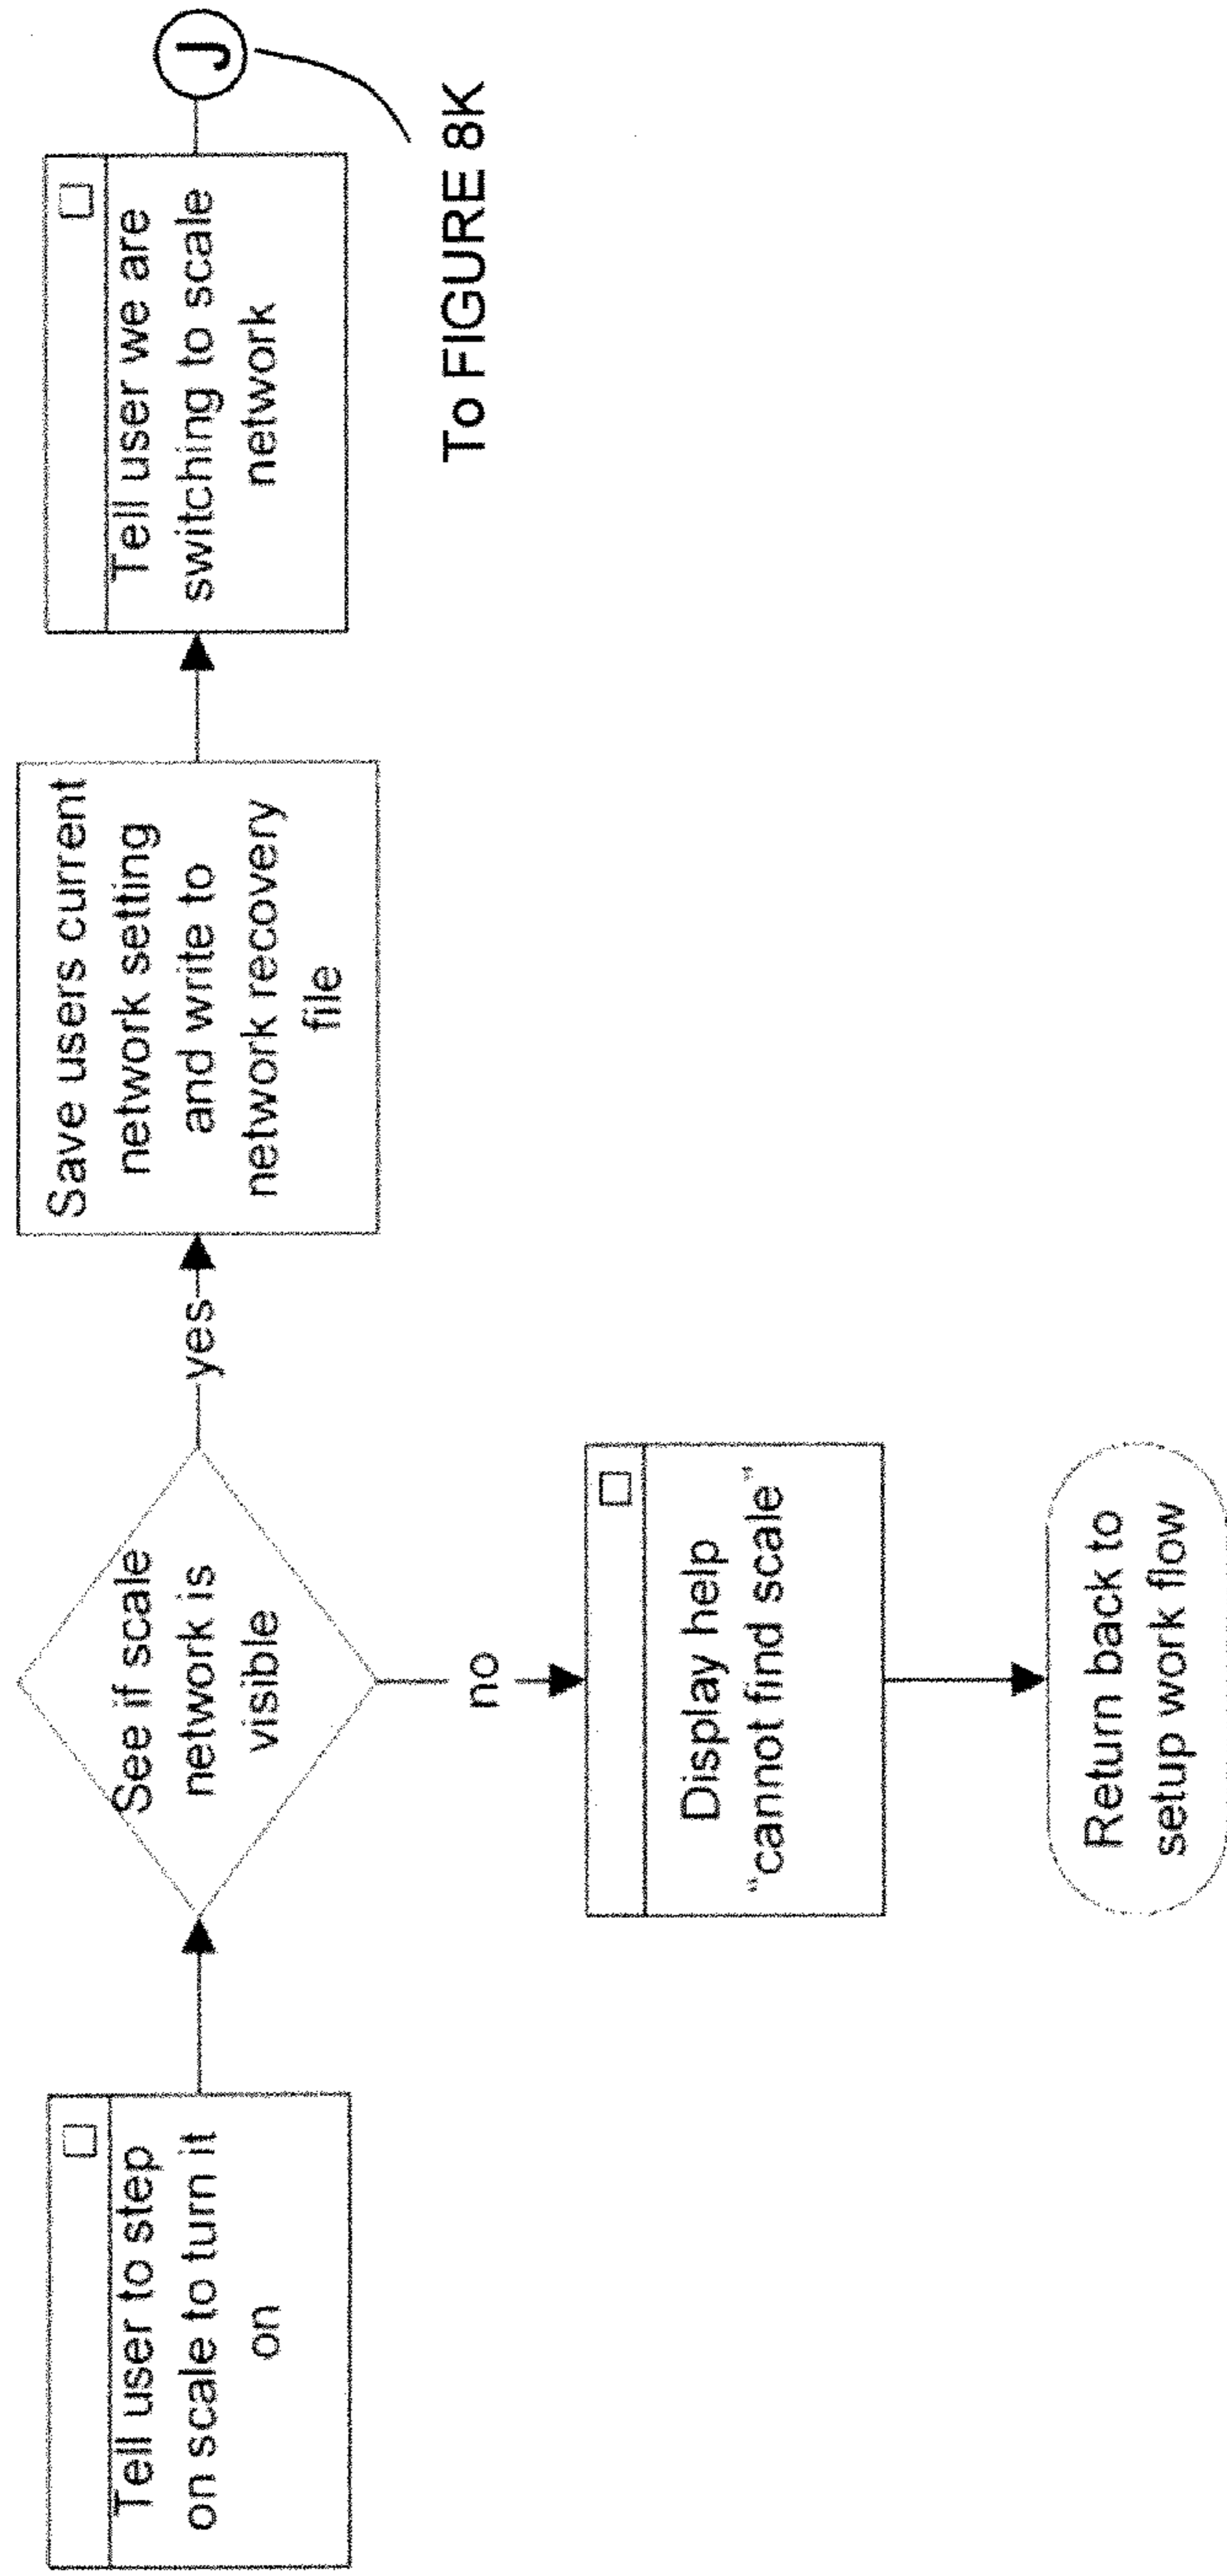 Tell user to step
on scale to turn it
on
See if scale
network is
visible
yes
Save users current
network setting
and write to
network recovery
file
Tell user we are
switching to scale
network
J
To FIGURE 8K
no
Display help
“cannot find scale”
Return back to
setup work flow